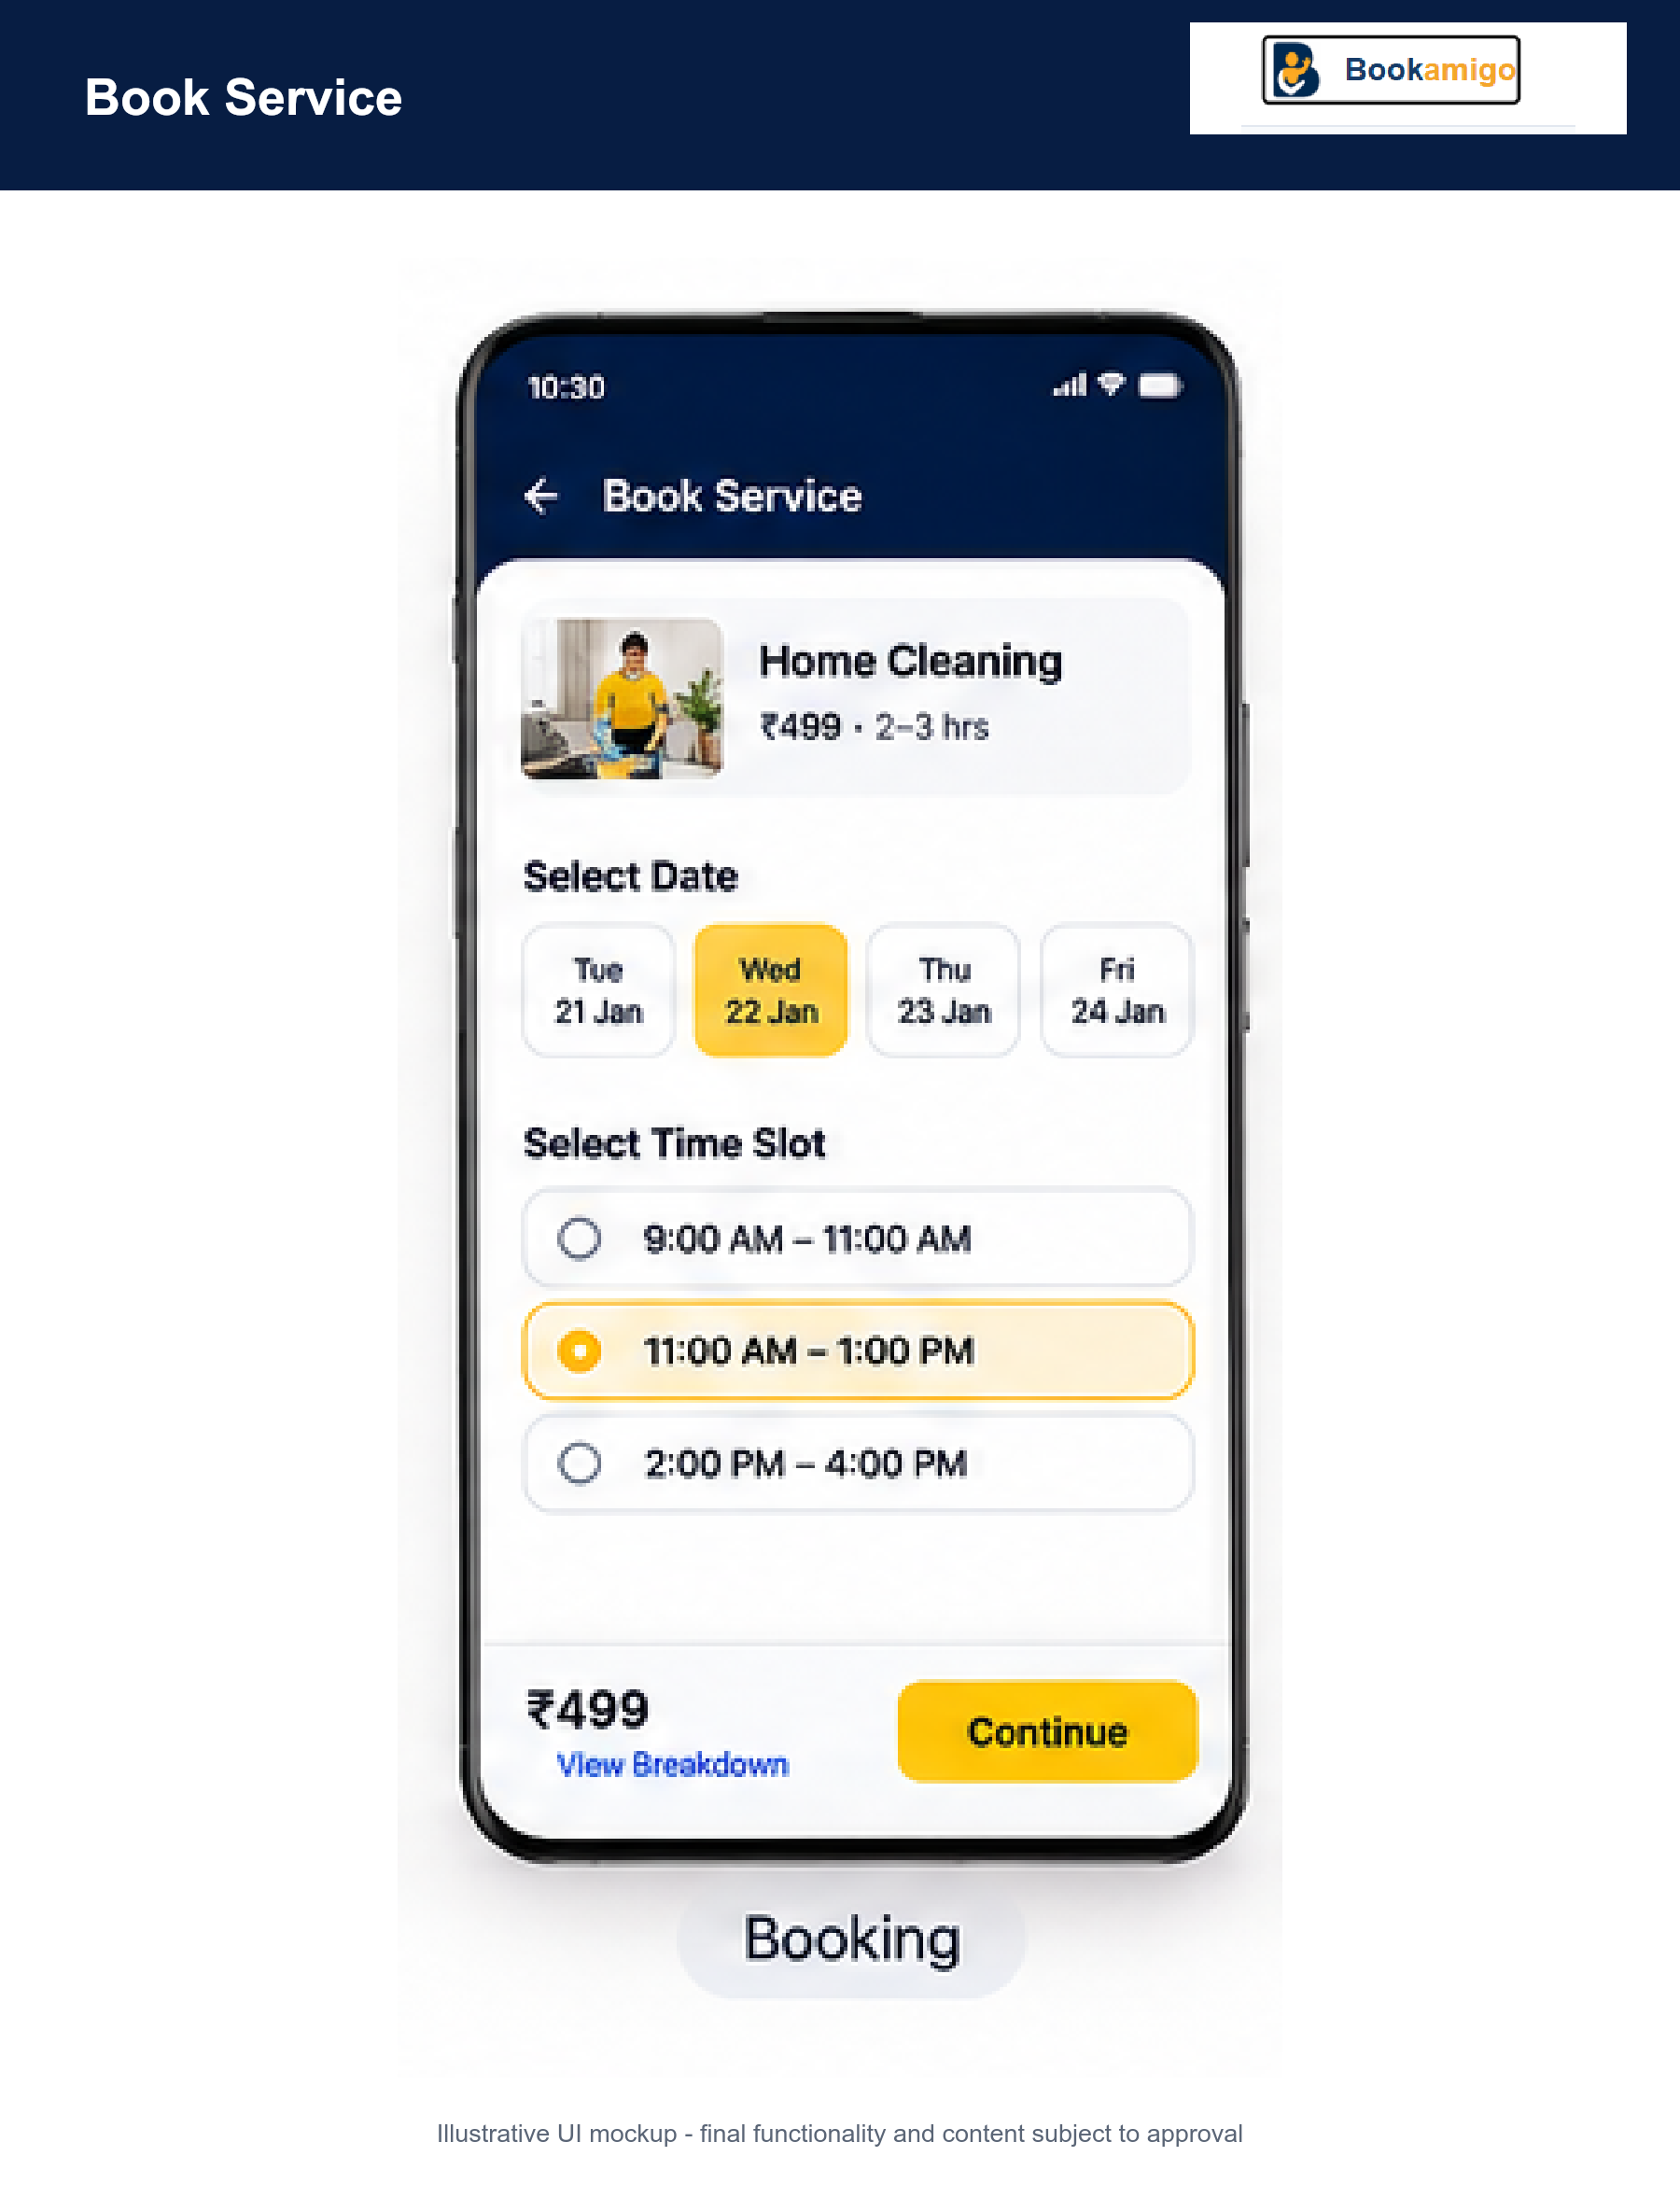 Book Service
Bookamigo
10:30
Book Service
Home Cleaning
₹499 · 2–3 hrs
Select Date
Tue
21 Jan
Wed
22 Jan
Thu
23 Jan
Fri
24 Jan
Select Time Slot
9:00 AM – 11:00 AM
11:00 AM – 1:00 PM
2:00 PM – 4:00 PM
₹499
View Breakdown
Continue
Booking
Illustrative UI mockup - final functionality and content subject to approval